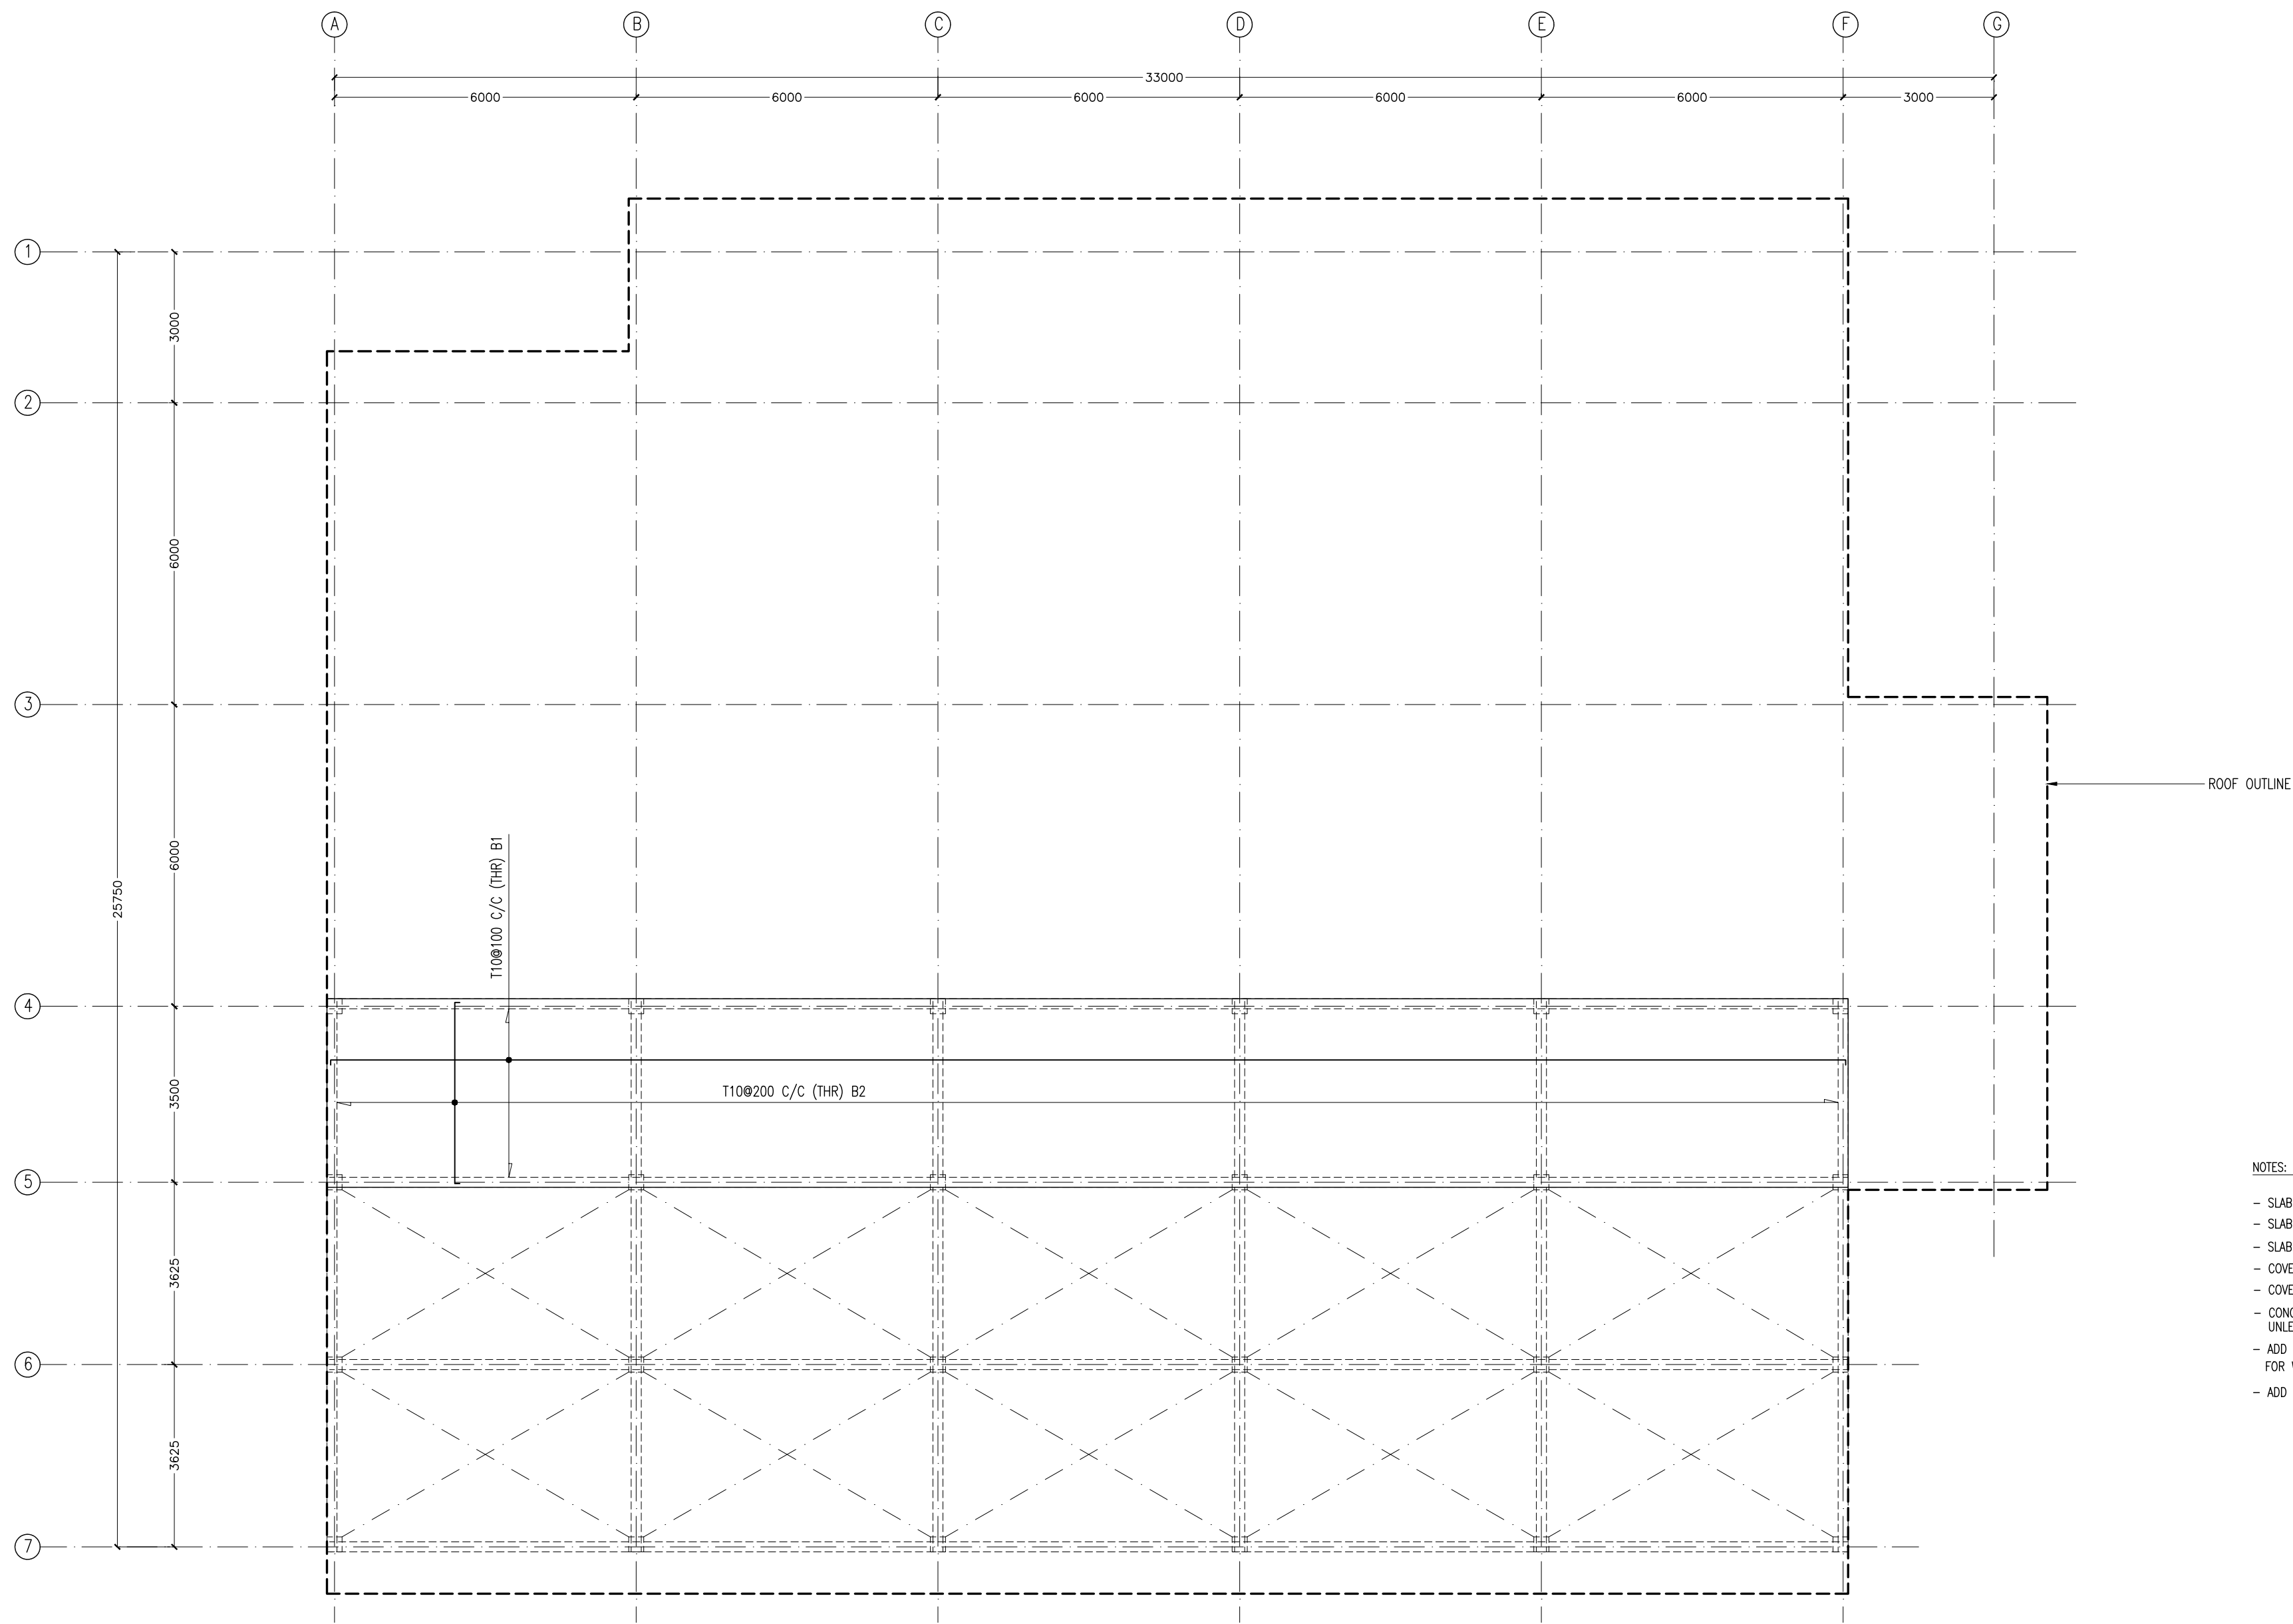 A B C D E F G
33000
6000 6000 6000 6000 6000 3000
1
3000
2
6000
3
ROOF OUTLINE
6000
T10@100 C/C (THR) B1
25750
4
3500
T10@200 C/C (THR) B2
5
3625
6
3625
7
NOTES:
- SLAB
- SLAB
- SLAB
- COVE
- COVE
- CONC
UNLE
- ADD
FOR
- ADD